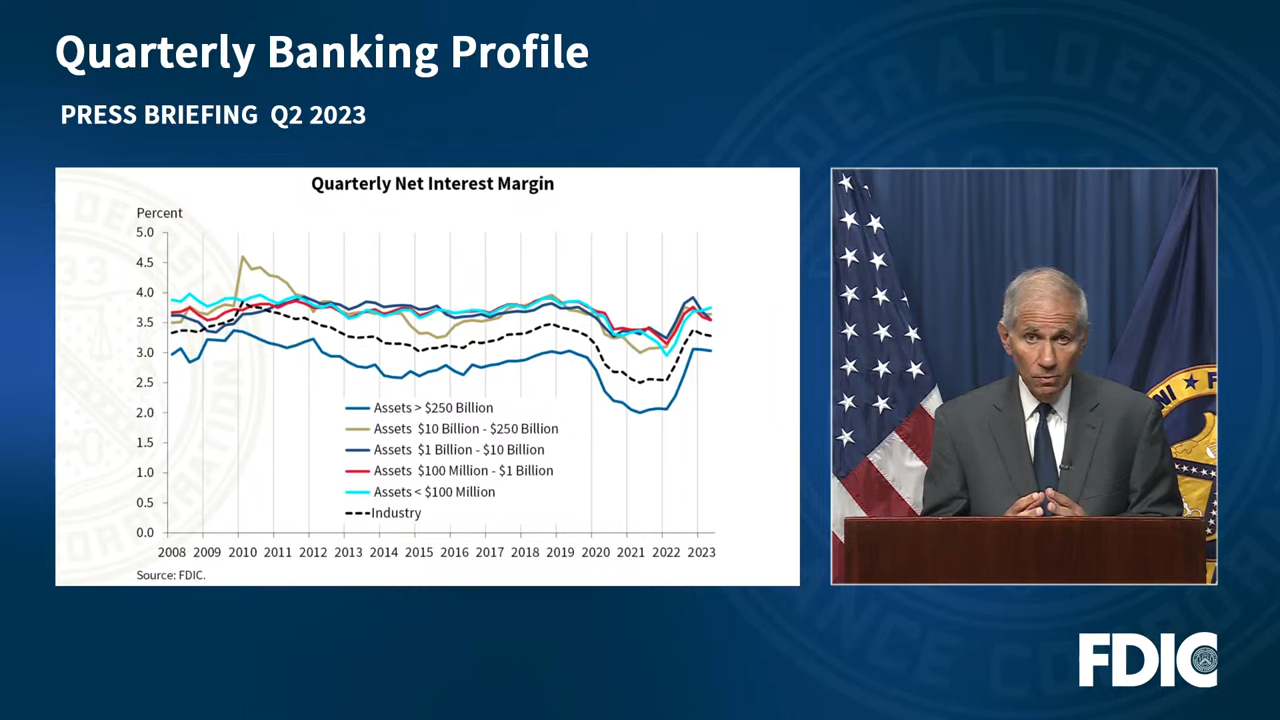 Quarterly Banking Profile
PRESS BRIEFING Q2 2023
Quarterly Net Interest Margin
Percent
5.0
4.5
4.0
3.5
3.0
2.5
2.0
1.5
1.0
0.5
0.0
Assets > $250 Billion
Assets $10 Billion - $250 Billion
Assets $1 Billion - $10 Billion
Assets $100 Million - $1 Billion
Assets < $100 Million
Industry
2008 2009 2010 2011 2012 2013 2014 2015 2016 2017 2018 2019 2020 2021 2022 2023
Source: FDIC.
FDIC